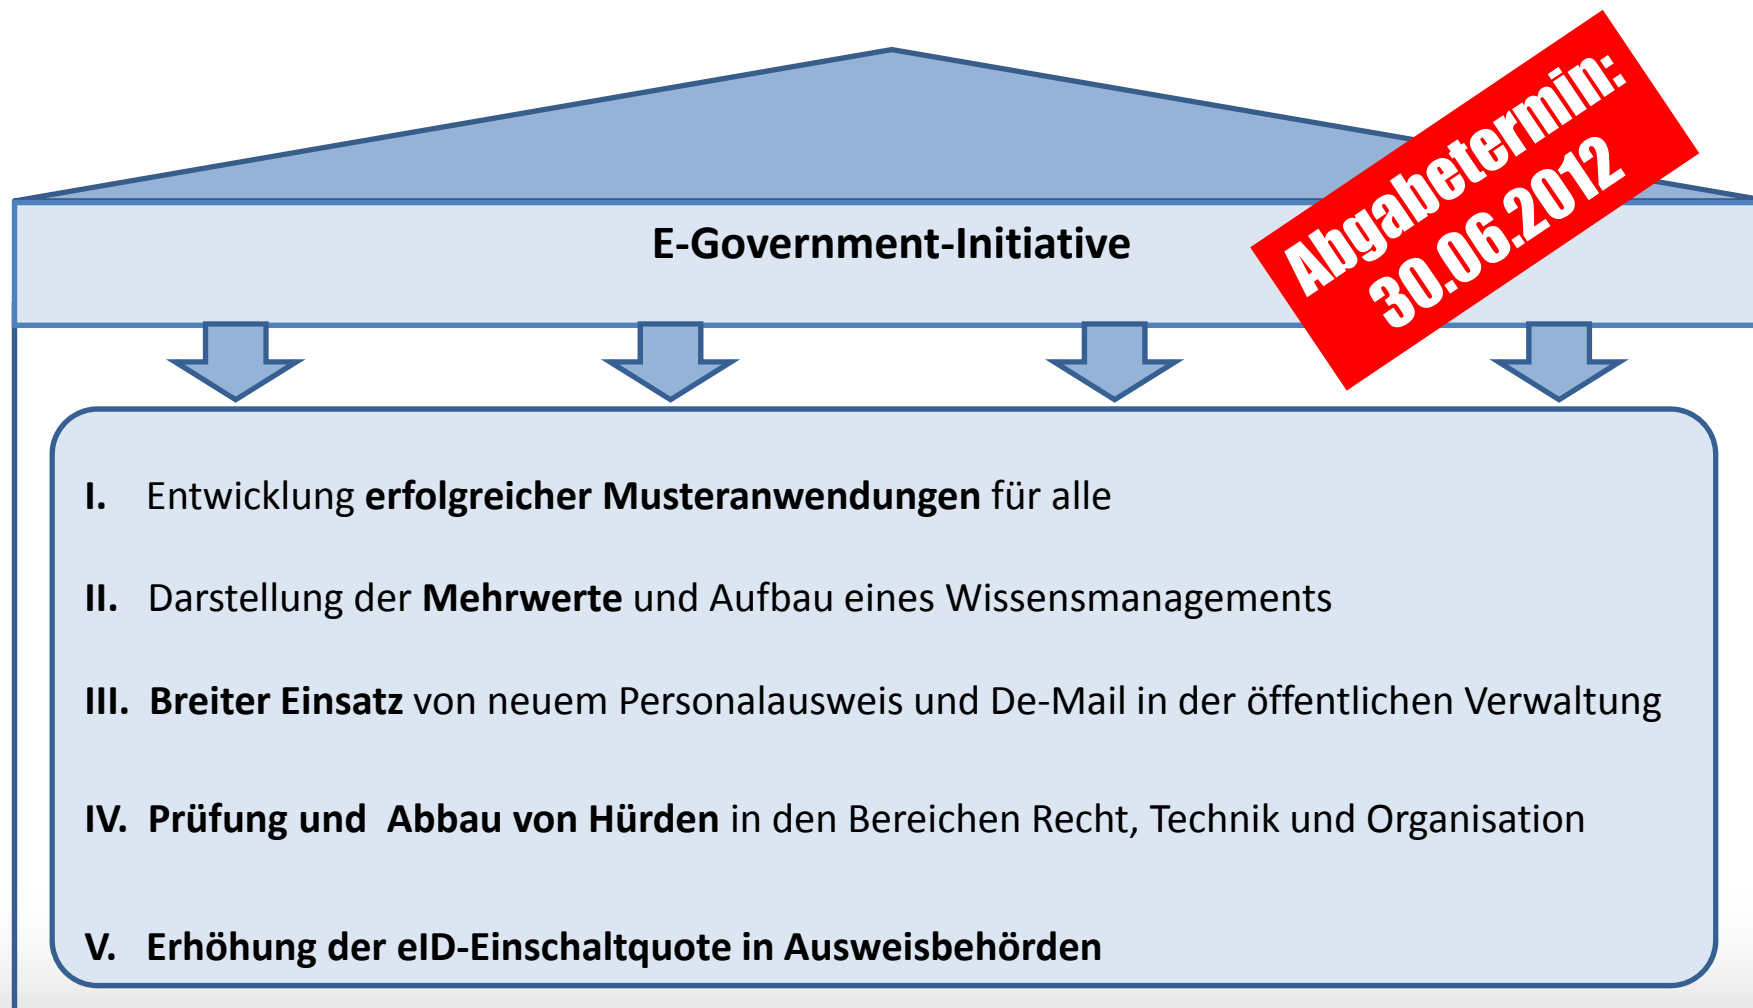 Abgabetermin:
30.06.2012
E-Government-Initiative
I. Entwicklung erfolgreicher Musteranwendungen für alle
II. Darstellung der Mehrwerte und Aufbau eines Wissensmanagements
III. Breiter Einsatz von neuem Personalausweis und De-Mail in der öffentlichen Verwaltung
IV. Prüfung und Abbau von Hürden in den Bereichen Recht, Technik und Organisation
V. Erhöhung der eID-Einschaltquote in Ausweisbehörden